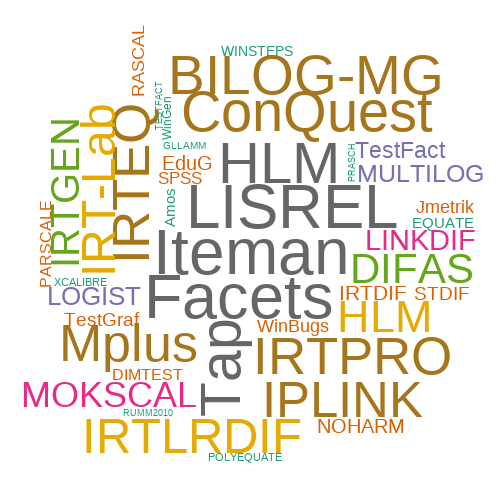 WINSTEPS
RASCAL
BILOG-MG
TESTFACT
WinGen
ConQuest
IRTGEN
IRT-Lab
IRTEQ
GLLAMM
EduG
HLM
PRASCH
TestFact
SPSS
MULTILOG
PARSCALE
Amos
LISREL
Jmetrik
EQUATE
Iteman
LINKDIF
XCALIBRE
DIFAS
LOGIST
Facets
IRTDIF
STDIF
TestGraf
WinBugs
HLM
Mplus
Tap
IRTPRO
DIMTEST
MOKSCAL
IPLINK
RUMM2010
IRTLRDIF
NOHARM
POLYEQUATE